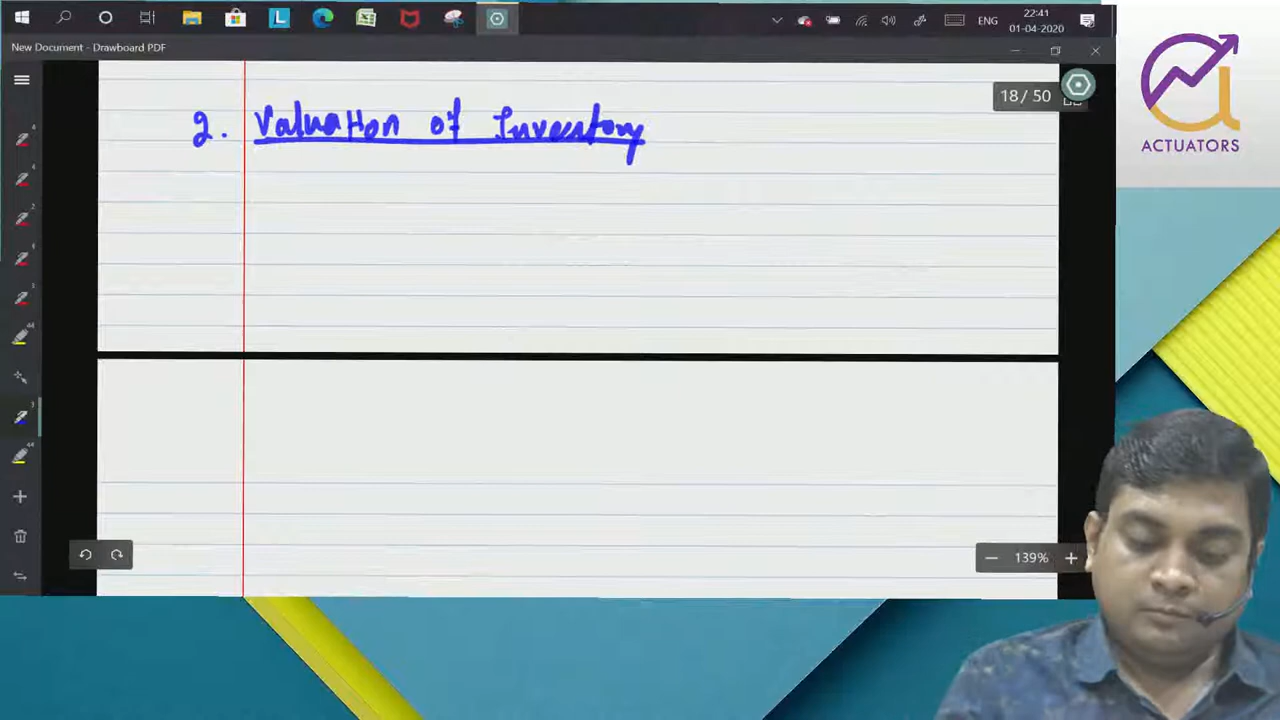 22:41
ENG
01-04-2020
New Document - Drawboard PDF
18 / 50
2. Valuation of Inventory
ACTUATORS
139%